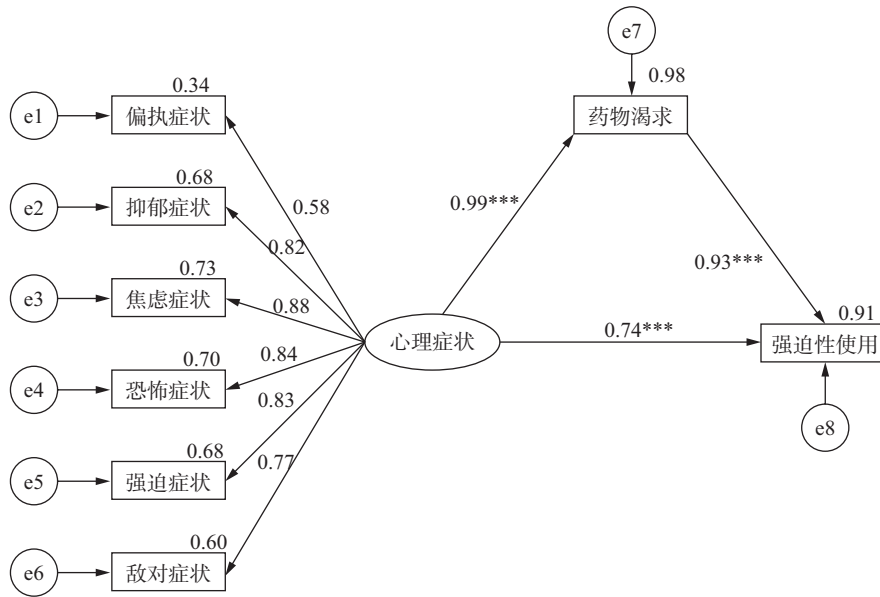 e7
0.98
药物渴求
e1
0.34
偏执症状
0.58
e2
0.68
抑郁症状
0.82
0.99***
e3
0.73
焦虑症状
0.88
0.93***
心理症状
0.74***
0.91
强迫性使用
e4
0.70
恐怖症状
0.84
e8
e5
0.68
强迫症状
0.83
e6
0.60
敌对症状
0.77